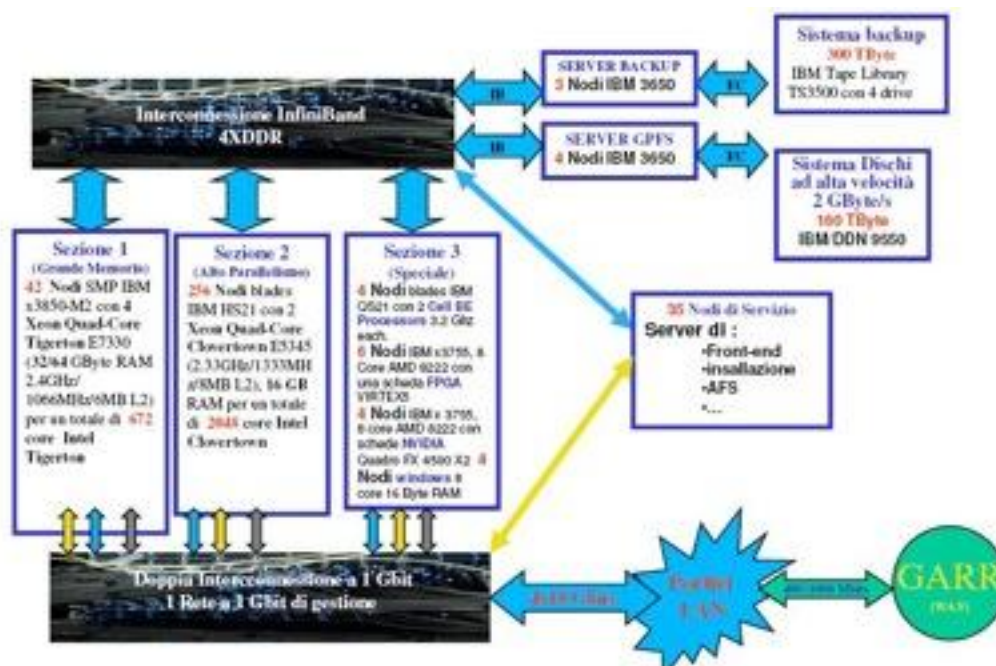 Interconnessione InfiniBand
4XDDR
IB
SERVER BACKUP
3 Nodi IBM 3650
FC
Sistema backup
300 TByte
IBM Tape Library
TS3500 con 4 drive
IB
SERVER GPFS
4 Nodi IBM 3650
FC
Sistema Dischi
ad alta velocità
2 GByte/s
160 TByte
IBM DDN 9550
Sezione 1
(Grande Memoria)
42 Nodi SMP IBM
x3850-M2 con 4
Xeon Quad-Core
Tigerton E7330
(32/64 GByte RAM
2.4GHz/
1066MHz/6MB L2)
per un totale di 672
core Intel
Tigerton
Sezione 2
(Alto Parallelismo)
256 Nodi blades
IBM HS21 con 2
Xeon Quad-Core
Clovertown E5345
(2.33GHz/1333MH
z/8MB L2), 16 GB
RAM per un totale
di 2048 core Intel
Clovertown
Sezione 3
(Speciale)
4 Nodi blades IBM
QS21 con 2 Cell BE
Processors 3.2 Ghz
each.
6 Nodi IBM x3755, 8
Core AMD 8222 con
una scheda FPGA
VIRTEX5
4 Nodi IBM x 3755,
8 core AMD 8222 con
schede NVIDIA
Quadro FX 4500 X2 4
Nodi windows 8
core 16 Byte RAM
35 Nodi di Servizio
Server di :
•Front-end
•insallazione
•AFS
•...
Doppia Interconnessione a 1 Gbit
1 Rete a 1 Gbit di gestione
Portici
LAN
GARR
(WAN)